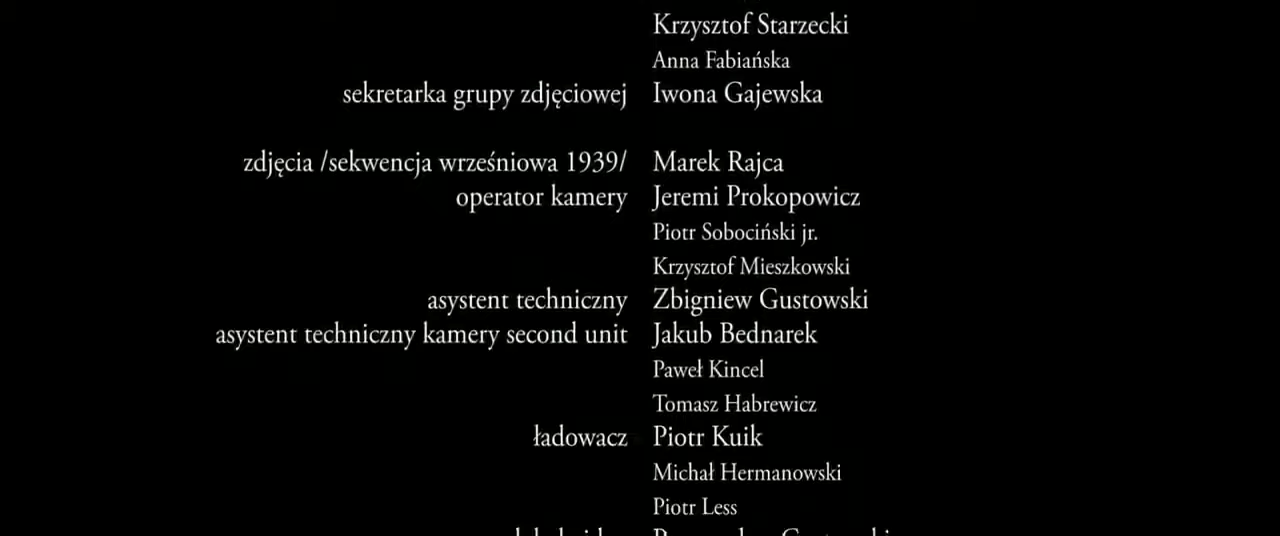 Krzysztof Starzecki
Anna Fabiańska
sekretarka grupy zdjęciowej Iwona Gajewska
zdjęcia /sekwencja wrześniowa 1939/ Marek Rajca
operator kamery Jeremi Prokopowicz
Piotr Sobociński jr.
Krzysztof Mieszkowski
asystent techniczny Zbigniew Gustowski
asystent techniczny kamery second unit Jakub Bednarek
Paweł Kincel
Tomasz Habrewicz
ładowacz Piotr Kuik
Michał Hermanowski
Piotr Less